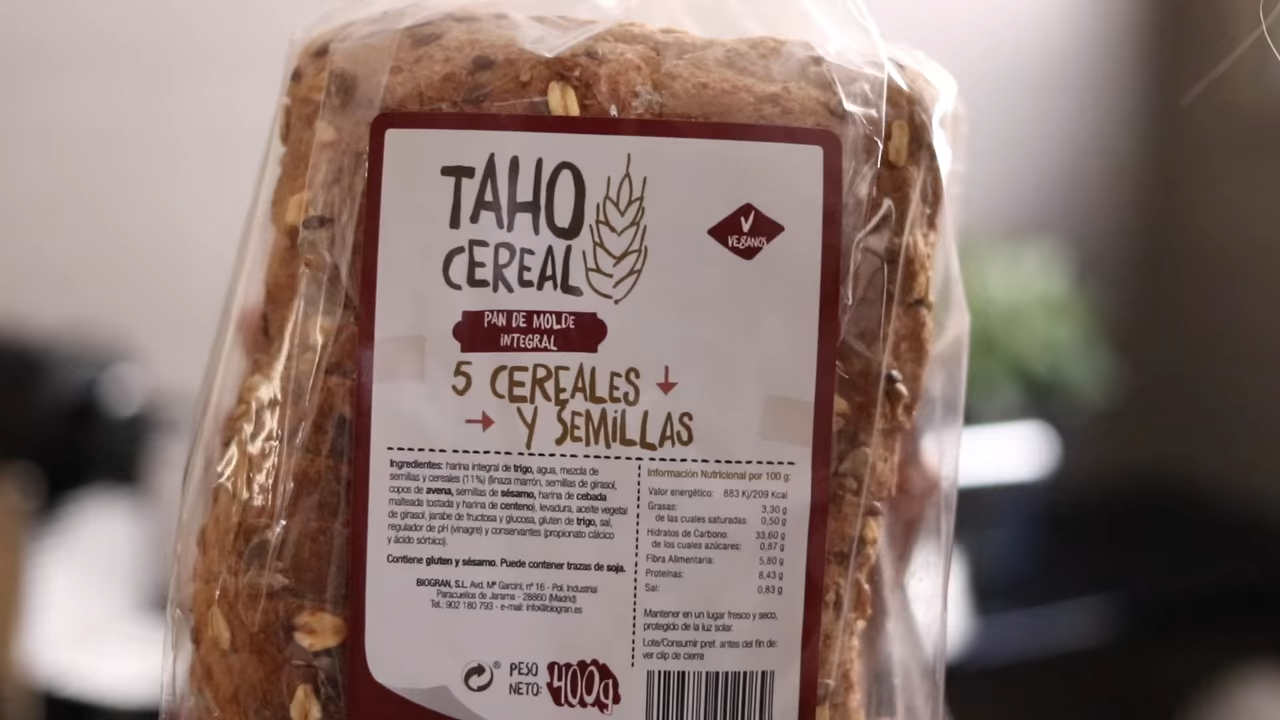 TAHO
CEREAL
V
VEGANOS
PAN DE MOLDE
INTEGRAL
5 CEREALES
Y SEMILLAS
Ingredientes: harina integral de trigo, agua, mezcla de
semillas y cereales (11%) (linaza marrón, semillas de girasol,
copos de avena, semillas de sésamo, harina de cebada
malteada tostada y harina de centeno), levadura, aceite vegetal
de girasol, jarabe de fructosa y glucosa, gluten de trigo, sal,
regulador de pH (vinagre) y conservantes (propionato cálcico
y ácido sórbico).
Contiene gluten y sésamo. Puede contener trazas de soja.
BIOGRAN, S.L. Avd. Mª Garcini, nº 16 - Pol. Industrial
Paracuellos de Jarama - 28860 (Madrid)
Tel.: 902 180 793 - e-mail: info@biogran.es
PESO
NETO: 400g
Información Nutricional por 100 g:
Valor energético: 883 Kj/209 Kcal
Grasas: 3,30 g
de las cuales saturadas: 0,50 g
Hidratos de Carbono: 33,60 g
de los cuales azúcares: 0,87 g
Fibra Alimentaria: 5,80 g
Proteínas: 8,43 g
Sal: 0,83 g
Mantener en un lugar fresco y seco,
protegido de la luz solar.
Lote/Consumir pref. antes del fin de:
ver clip de cierre